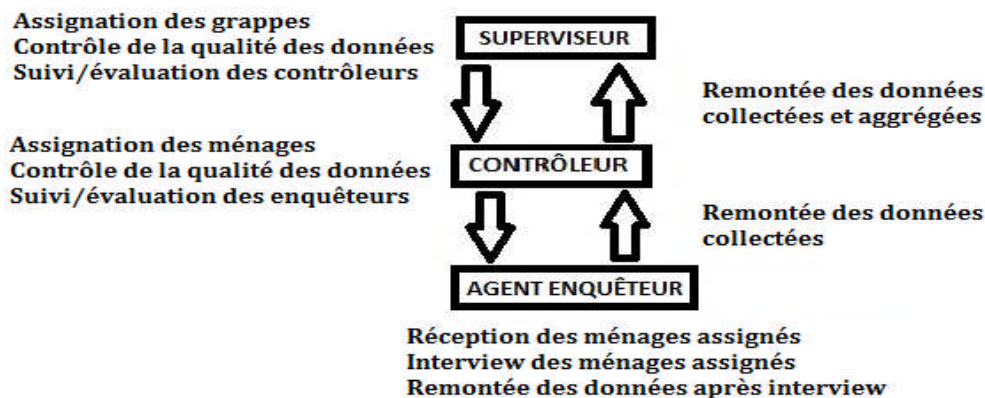 Assignation des grappes
Contrôle de la qualité des données
Suivi/évaluation des contrôleurs
SUPERVISEUR
Remontée des données
collectées et aggrégées
Assignation des ménages
Contrôle de la qualité des données
Suivi/évaluation des enquêteurs
CONTRÔLEUR
Remontée des données
collectées
AGENT ENQUÊTEUR
Réception des ménages assignés
Interview des ménages assignés
Remontée des données après interview